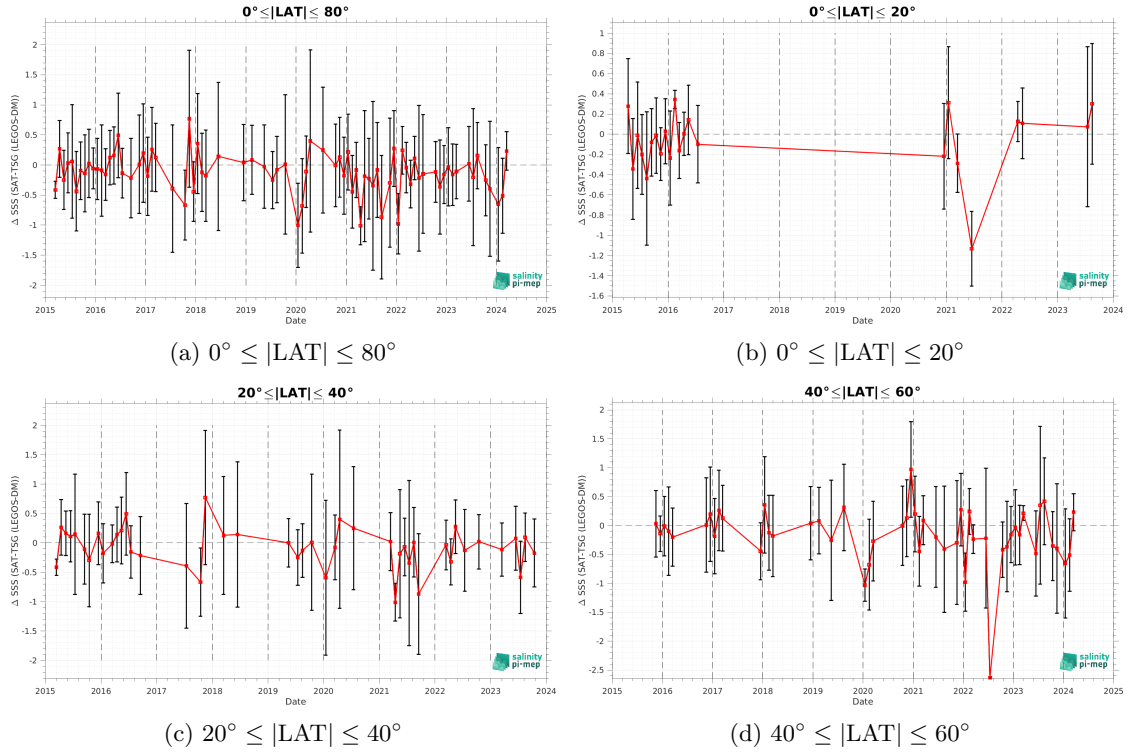 0°≤|LAT|≤ 80°
2
1.5
1
0.5
0
-0.5
-1
-1.5
-2
Δ SSS (SAT-TSG (LEGOS-DM))
2015 2016 2017 2018 2019 2020 2021 2022 2023 2024 2025
Date
salinity
pi-mep
(a) 0° ≤ |LAT| ≤ 80°
0°≤|LAT|≤ 20°
1
0.8
0.6
0.4
0.2
0
-0.2
-0.4
-0.6
-0.8
-1
-1.2
-1.4
-1.6
Δ SSS (SAT-TSG (LEGOS-DM))
2015 2016 2017 2018 2019 2020 2021 2022 2023 2024
Date
salinity
pi-mep
(b) 0° ≤ |LAT| ≤ 20°
20°≤|LAT|≤ 40°
2
1.5
1
0.5
0
-0.5
-1
-1.5
-2
Δ SSS (SAT-TSG (LEGOS-DM))
2015 2016 2017 2018 2019 2020 2021 2022 2023 2024
Date
salinity
pi-mep
(c) 20° ≤ |LAT| ≤ 40°
40°≤|LAT|≤ 60°
2
1.5
1
0.5
0
-0.5
-1
-1.5
-2
-2.5
Δ SSS (SAT-TSG (LEGOS-DM))
2015 2016 2017 2018 2019 2020 2021 2022 2023 2024 2025
Date
salinity
pi-mep
(d) 40° ≤ |LAT| ≤ 60°